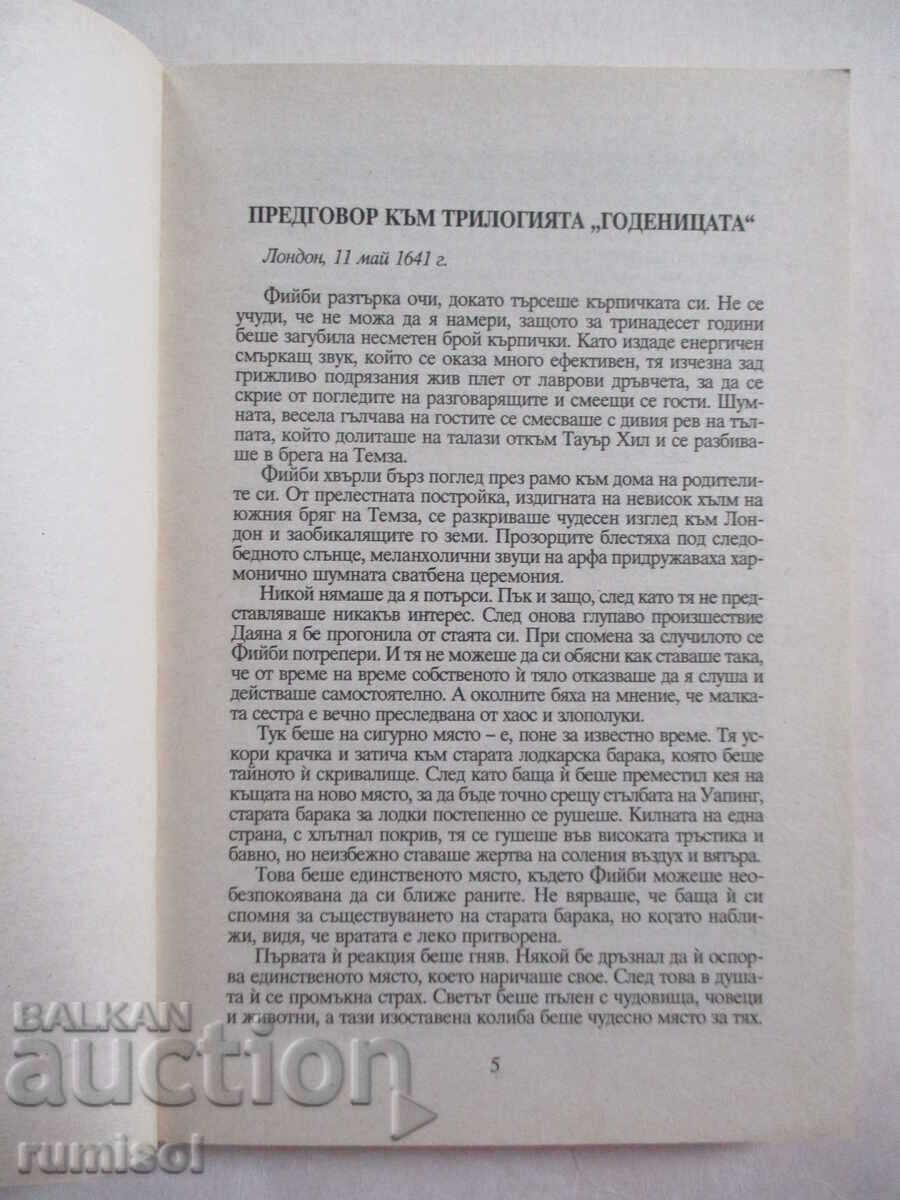 ПРЕДГОВОР КЪМ ТРИЛОГИЯТА „ГОДЕНИЦАТА“
Лондон, 11 май 1641 г.
Фийби разтърка очи, докато търсеше кърпичката си. Не се
учуди, че не можа да я намери, защото за тринадесет години
беше загубила несметен брой кърпички. Като издаде енергичен
смъркащ звук, който се оказа много ефективен, тя изчезна зад
грижливо подрязания жив плет от лаврови дръвчета, за да се
скрие от погледите на разговарящите и смеещи се гости. Шум-
ната, весела гълчава на гостите се смесваше с дивия рев на тъл-
пата, който долиташе на талази откъм Тауър Хил и се разбива-
ше в брега на Темза.
Фийби хвърли бърз поглед през рамо към дома на родители-
те си. От прелестната постройка, издигната на невисок хълм на
южния бряг на Темза, се разкриваше чудесен изглед към Лон-
дон и заобикалящите го земи. Прозорците блестяха под следо-
бедното слънце, меланхолични звуци на арфа придружаваха хар-
монично шумната сватбена церемония.
Никой нямаше да я потърси. Пък и защо, след като тя не пред-
ставляваше никакъв интерес. След онова глупаво произшествие
Даяна я бе прогонила от стаята си. При спомена за случилото се
Фийби потрепери. И тя не можеше да си обясни как ставаше така,
че от време на време собственото ѝ тяло отказваше да я слуша и
действаше самостоятелно. А околните бяха на мнение, че малка-
та сестра е вечно преследвана от хаос и злополуки.
Тук беше на сигурно място – е, поне за известно време. Тя ус-
кори крачка и затича към старата лодкарска барака, която беше
тайното ѝ скривалище. След като баща ѝ беше преместил кея на
къщата на ново място, за да бъде точно срещу стълбата на Уапинг,
старата барака за лодки постепенно се рушеше. Килната на една
страна, с хлътнал покрив, тя се гушеше във високата тръстика и
бавно, но неизбежно ставаше жертва на соления въздух и вятъра.
Това беше единственото място, където Фийби можеше нео-
безпокоявана да си ближе раните. Не вярваше, че баща ѝ си
спомня за съществуването на старата барака, но когато набли-
жи, видя, че вратата е леко притворена.
Първата ѝ реакция беше гняв. Някой бе дръзнал да ѝ оспор-
ва единственото място, което наричаше свое. След това в душа-
та ѝ се промъкна страх. Светът беше пълен с чудовища, човеци
и животни, а тази изоставена колиба беше чудесно място за тях.
5
BALKAN
auction
rumisol